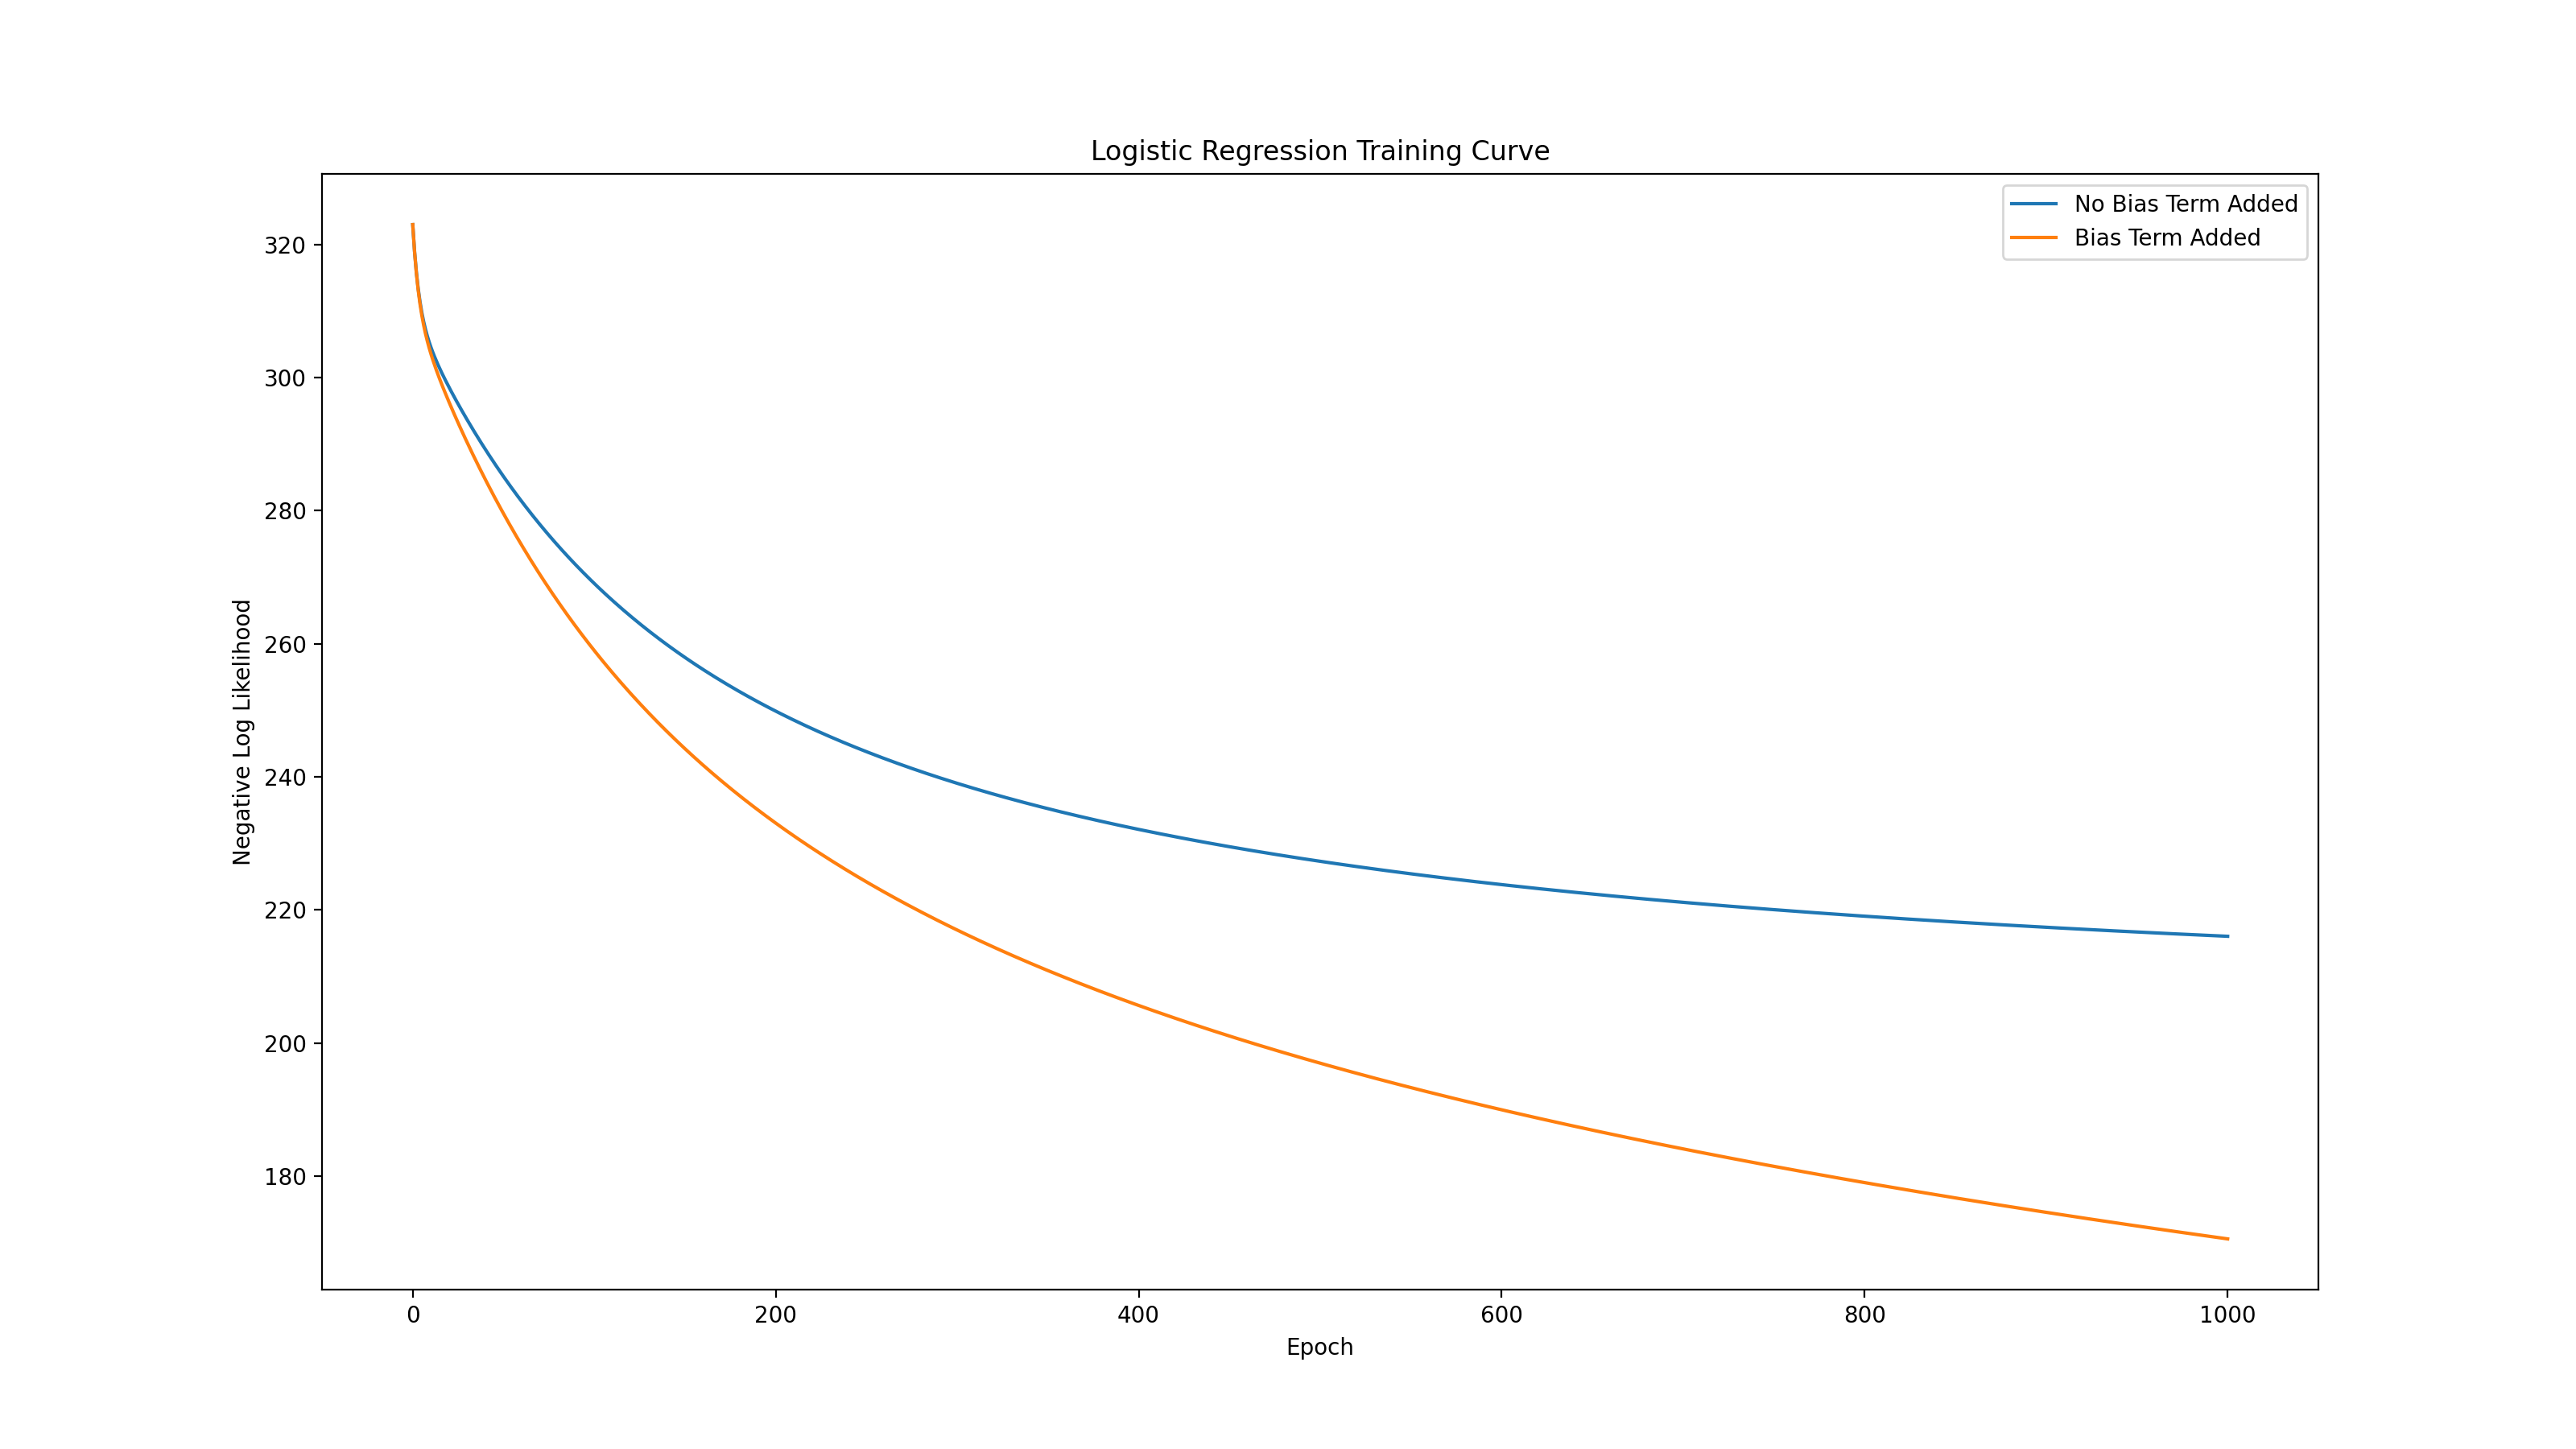 Logistic Regression Training Curve
No Bias Term Added
Bias Term Added
Negative Log Likelihood
320
300
280
260
240
220
200
180
0 200 400 600 800 1000
Epoch